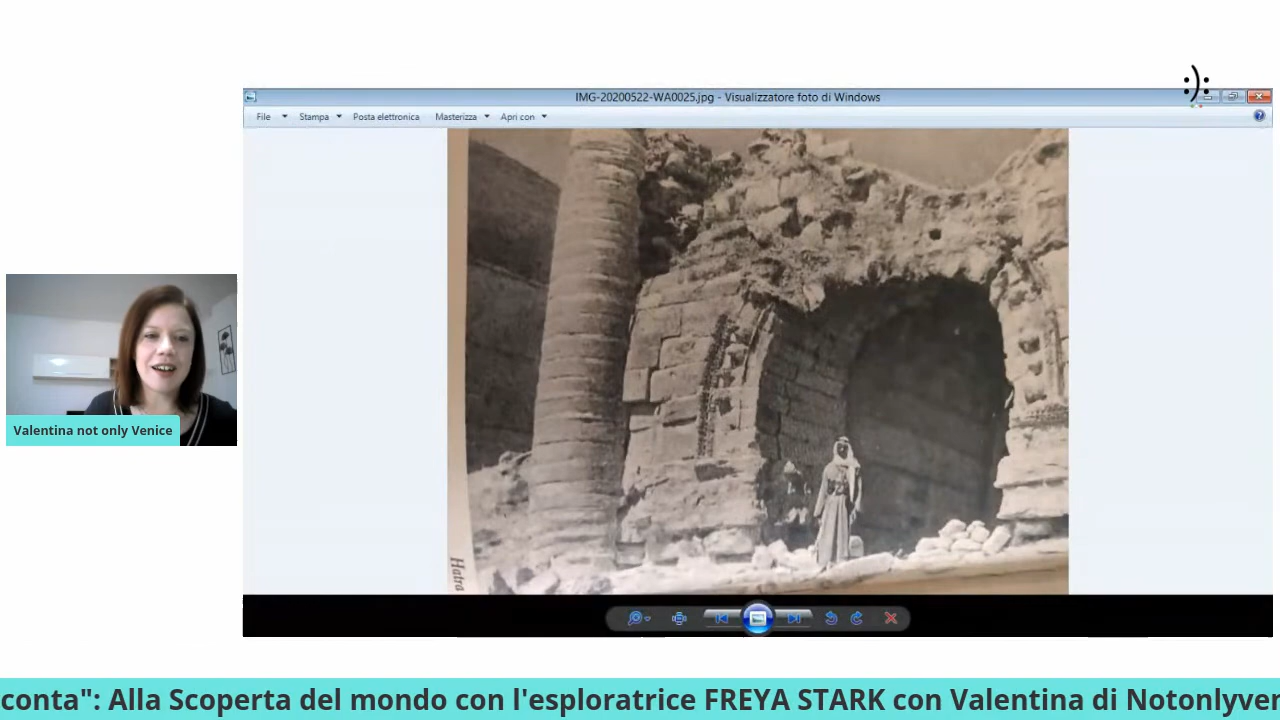 IMG-20200522-WA0025.jpg - Visualizzatore foto di Windows
File Stampa Posta elettronica Masterizza Apri con
Hatra
Valentina not only Venice
conta": Alla Scoperta del mondo con l'esploratrice FREYA STARK con Valentina di Notonlyven